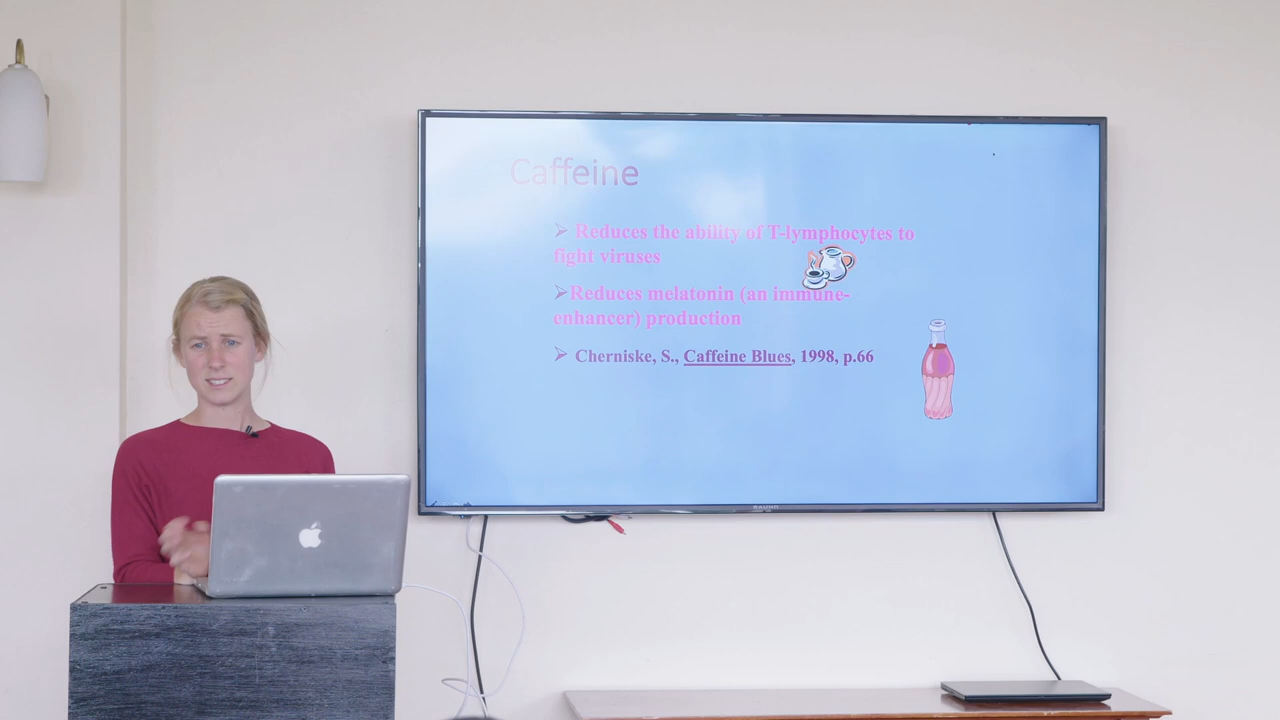 Caffeine
➢ Reduces the ability of T-lymphocytes to
fight viruses
➢Reduces melatonin (an immune-
enhancer) production
➢ Cherniske, S., Caffeine Blues, 1998, p.66